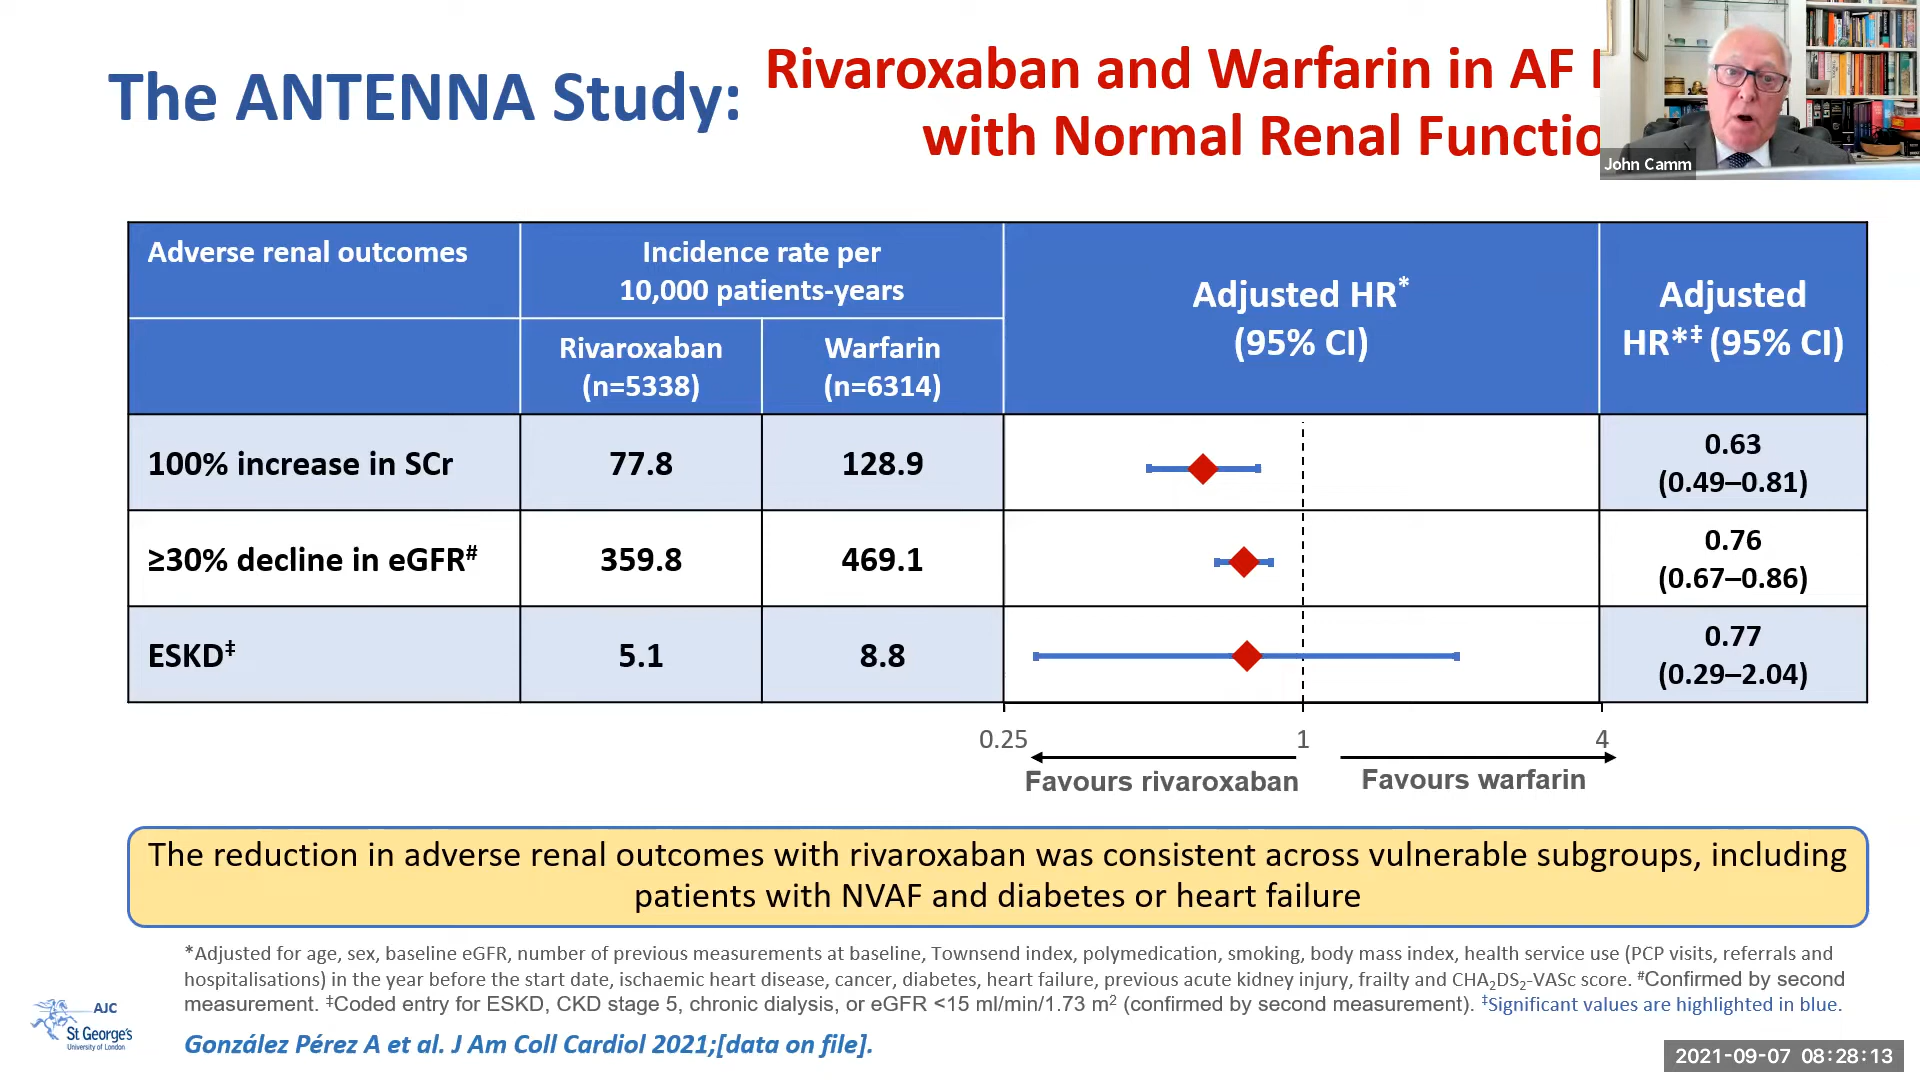 The ANTENNA Study:
Rivaroxaban and Warfarin in AF
with Normal Renal Functio
John Camm
Adverse renal outcomes
Incidence rate per
10,000 patients-years
Rivaroxaban
(n=5338)
Warfarin
(n=6314)
Adjusted HR*
(95% CI)
Adjusted
HR*‡ (95% CI)
100% increase in SCr
77.8
128.9
0.63
(0.49–0.81)
≥30% decline in eGFR#
359.8
469.1
0.76
(0.67–0.86)
ESKD‡
5.1
8.8
0.77
(0.29–2.04)
0.25
1
4
Favours rivaroxaban
Favours warfarin
The reduction in adverse renal outcomes with rivaroxaban was consistent across vulnerable subgroups, including
patients with NVAF and diabetes or heart failure
*Adjusted for age, sex, baseline eGFR, number of previous measurements at baseline, Townsend index, polymedication, smoking, body mass index, health service use (PCP visits, referrals and
hospitalisations) in the year before the start date, ischaemic heart disease, cancer, diabetes, heart failure, previous acute kidney injury, frailty and CHA₂DS₂-VASc score. #Confirmed by second
measurement. ‡Coded entry for ESKD, CKD stage 5, chronic dialysis, or eGFR <15 ml/min/1.73 m² (confirmed by second measurement). ‡Significant values are highlighted in blue.
González Pérez A et al. J Am Coll Cardiol 2021;[data on file].
AJC
St George's
University of London
2021-09-07 08:28:13